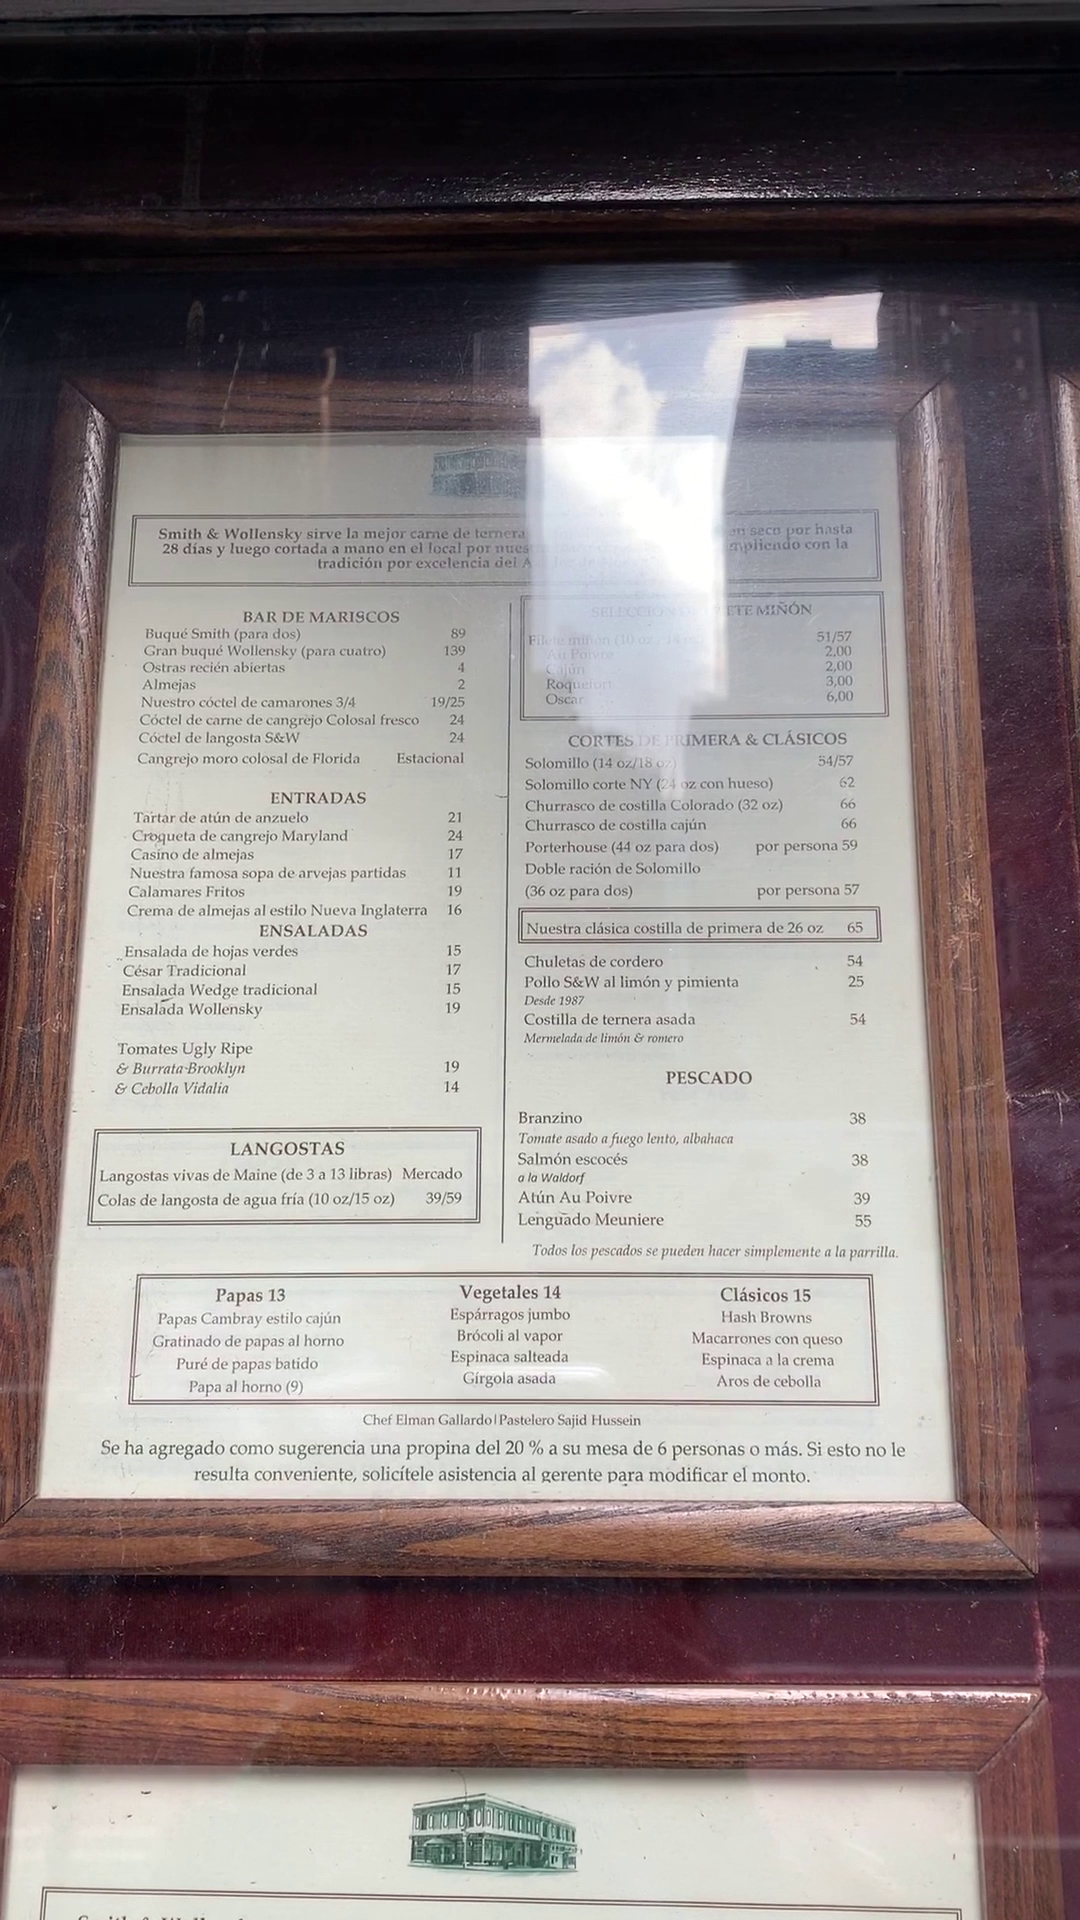 Smith & Wollensky sirve la mejor carne de ternera en seco por hasta
28 días y luego cortada a mano en el local por mpliendo con la
tradición por excelencia del
BAR DE MARISCOS
Buqué Smith (para dos) 89
Gran buqué Wollensky (para cuatro) 139
Ostras recién abiertas 4
Almejas 2
Nuestro cóctel de camarones 3/4 19/25
Cóctel de carne de cangrejo Colosal fresco 24
Cóctel de langosta S&W 24
Cangrejo moro colosal de Florida Estacional
ENTRADAS
Tartar de atún de anzuelo 21
Croqueta de cangrejo Maryland 24
Casino de almejas 17
Nuestra famosa sopa de arvejas partidas 11
Calamares Fritos 19
Crema de almejas al estilo Nueva Inglaterra 16
ENSALADAS
Ensalada de hojas verdes 15
César Tradicional 17
Ensalada Wedge tradicional 15
Ensalada Wollensky 19
Tomates Ugly Ripe
& Burrata-Brooklyn 19
& Cebolla Vidalia 14
LANGOSTAS
Langostas vivas de Maine (de 3 a 13 libras) Mercado
Colas de langosta de agua fría (10 oz/15 oz) 39/59
SELECCIÓN MIÑÓN
Filete miñón (10 oz 51/57
Au Poivre 2,00
Cajún 2,00
Roquefort 3,00
Oscar 6,00
CORTES DE PRIMERA & CLÁSICOS
Solomillo (14 oz/18 oz) 54/57
Solomillo corte NY (24 oz con hueso) 62
Churrasco de costilla Colorado (32 oz) 66
Churrasco de costilla cajún 66
Porterhouse (44 oz para dos) por persona 59
Doble ración de Solomillo
(36 oz para dos) por persona 57
Nuestra clásica costilla de primera de 26 oz 65
Chuletas de cordero 54
Pollo S&W al limón y pimienta 25
Desde 1987
Costilla de ternera asada 54
Mermelada de limón & romero
PESCADO
Branzino 38
Tomate asado a fuego lento, albahaca
Salmón escocés 38
a la Waldorf
Atún Au Poivre 39
Lenguado Meuniere 55
Todos los pescados se pueden hacer simplemente a la parrilla.
Papas 13
Papas Cambray estilo cajún
Gratinado de papas al horno
Puré de papas batido
Papa al horno (9)
Vegetales 14
Espárragos jumbo
Brócoli al vapor
Espinaca salteada
Gírgola asada
Clásicos 15
Hash Browns
Macarrones con queso
Espinaca a la crema
Aros de cebolla
Chef Elman Gallardo|Pastelero Sajid Hussein
Se ha agregado como sugerencia una propina del 20 % a su mesa de 6 personas o más. Si esto no le
resulta conveniente, solicítele asistencia al gerente para modificar el monto.